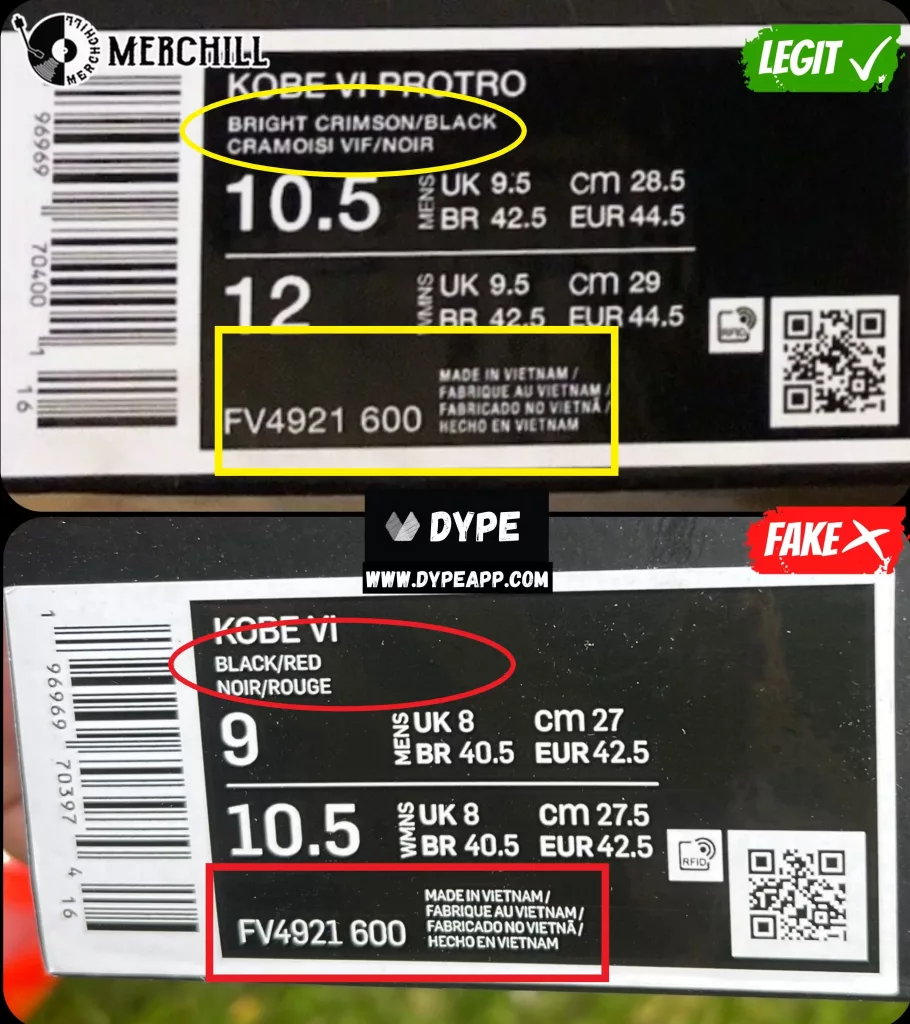 MERCHILL
MERCHILL
LEGIT
KOBE VI PROTRO
BRIGHT CRIMSON/BLACK
CRAMOISI VIF/NOIR
10.5
MENS
UK 9.5 cm 28.5
BR 42.5 EUR 44.5
12
WMNS
UK 9.5 cm 29
BR 42.5 EUR 44.5
RFID
MADE IN VIETNAM /
FABRIQUE AU VIETNAM /
FABRICADO NO VIETNÃ /
HECHO EN VIETNAM
FV4921 600
96969 70400 1
16
DYPE
WWW.DYPEAPP.COM
FAKE
KOBE VI
BLACK/RED
NOIR/ROUGE
9
MENS
UK 8 cm 27
BR 40.5 EUR 42.5
10.5
WMNS
UK 8 cm 27.5
BR 40.5 EUR 42.5
RFID
MADE IN VIETNAM /
FABRIQUE AU VIETNAM /
FABRICADO NO VIETNÃ /
HECHO EN VIETNAM
FV4921 600
1 96969 70397 4
16